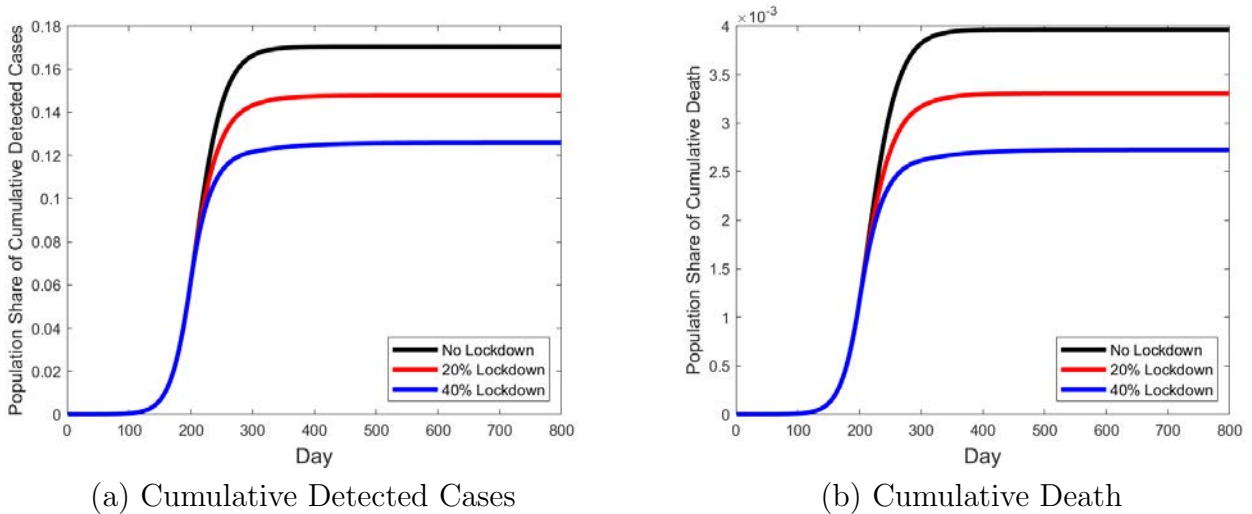 Population Share of Cumulative Detected Cases
0.18
0.16
0.14
0.12
0.1
0.08
0.06
0.04
0.02
0
No Lockdown
20% Lockdown
40% Lockdown
0 100 200 300 400 500 600 700 800
Day
(a) Cumulative Detected Cases
Population Share of Cumulative Death
×10⁻³
4
3.5
3
2.5
2
1.5
1
0.5
0
No Lockdown
20% Lockdown
40% Lockdown
0 100 200 300 400 500 600 700 800
Day
(b) Cumulative Death